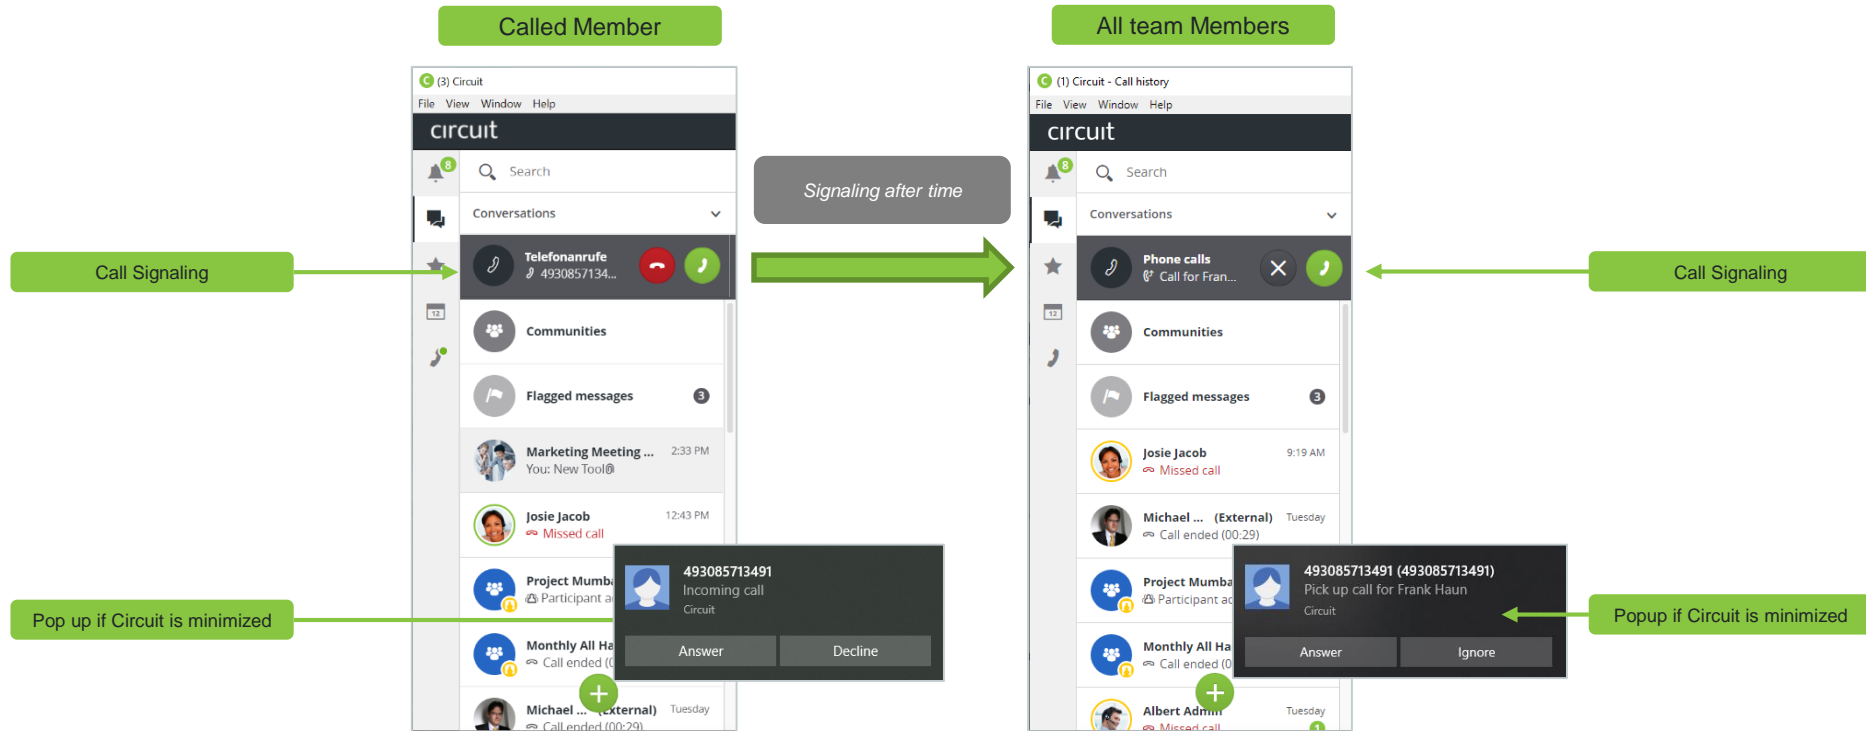 Called Member
All team Members
(3) Circuit
File View Window Help
circuit
8
Search
Conversations
Telefonanrufe
4930857134...
12
Communities
Flagged messages
3
Marketing Meeting ...
2:33 PM
You: New Tool@
Josie Jacob
12:43 PM
Missed call
Project Mumba
Participant a
Monthly All Ha
Call ended (0
Michael ... (External)
Tuesday
Call ended (00:29)
493085713491
Incoming call
Circuit
Answer
Decline
Call Signaling
Pop up if Circuit is minimized
Signaling after time
(1) Circuit - Call history
File View Window Help
circuit
8
Search
Conversations
Phone calls
Call for Fran...
12
Communities
Flagged messages
3
Josie Jacob
9:19 AM
Missed call
Michael ... (External)
Tuesday
Call ended (00:29)
Project Mumba
Participant ac
Monthly All Ha
Call ended (0
Albert Admin
Tuesday
Missed call
1
493085713491 (493085713491)
Pick up call for Frank Haun
Circuit
Answer
Ignore
Call Signaling
Popup if Circuit is minimized